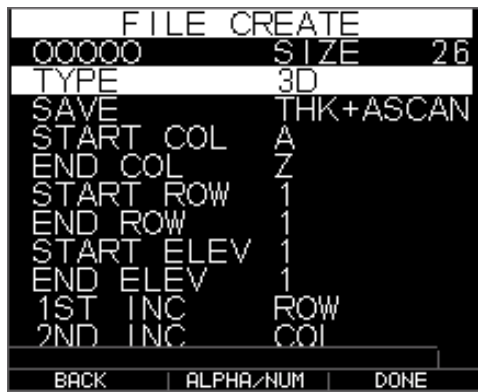 FILE CREATE
00000 SIZE 26
TYPE 3D
SAVE THK+ASCAN
START COL A
END COL Z
START ROW 1
END ROW 1
START ELEV 1
END ELEV 1
1ST INC ROW
2ND INC COL
BACK ALPHA/NUM DONE